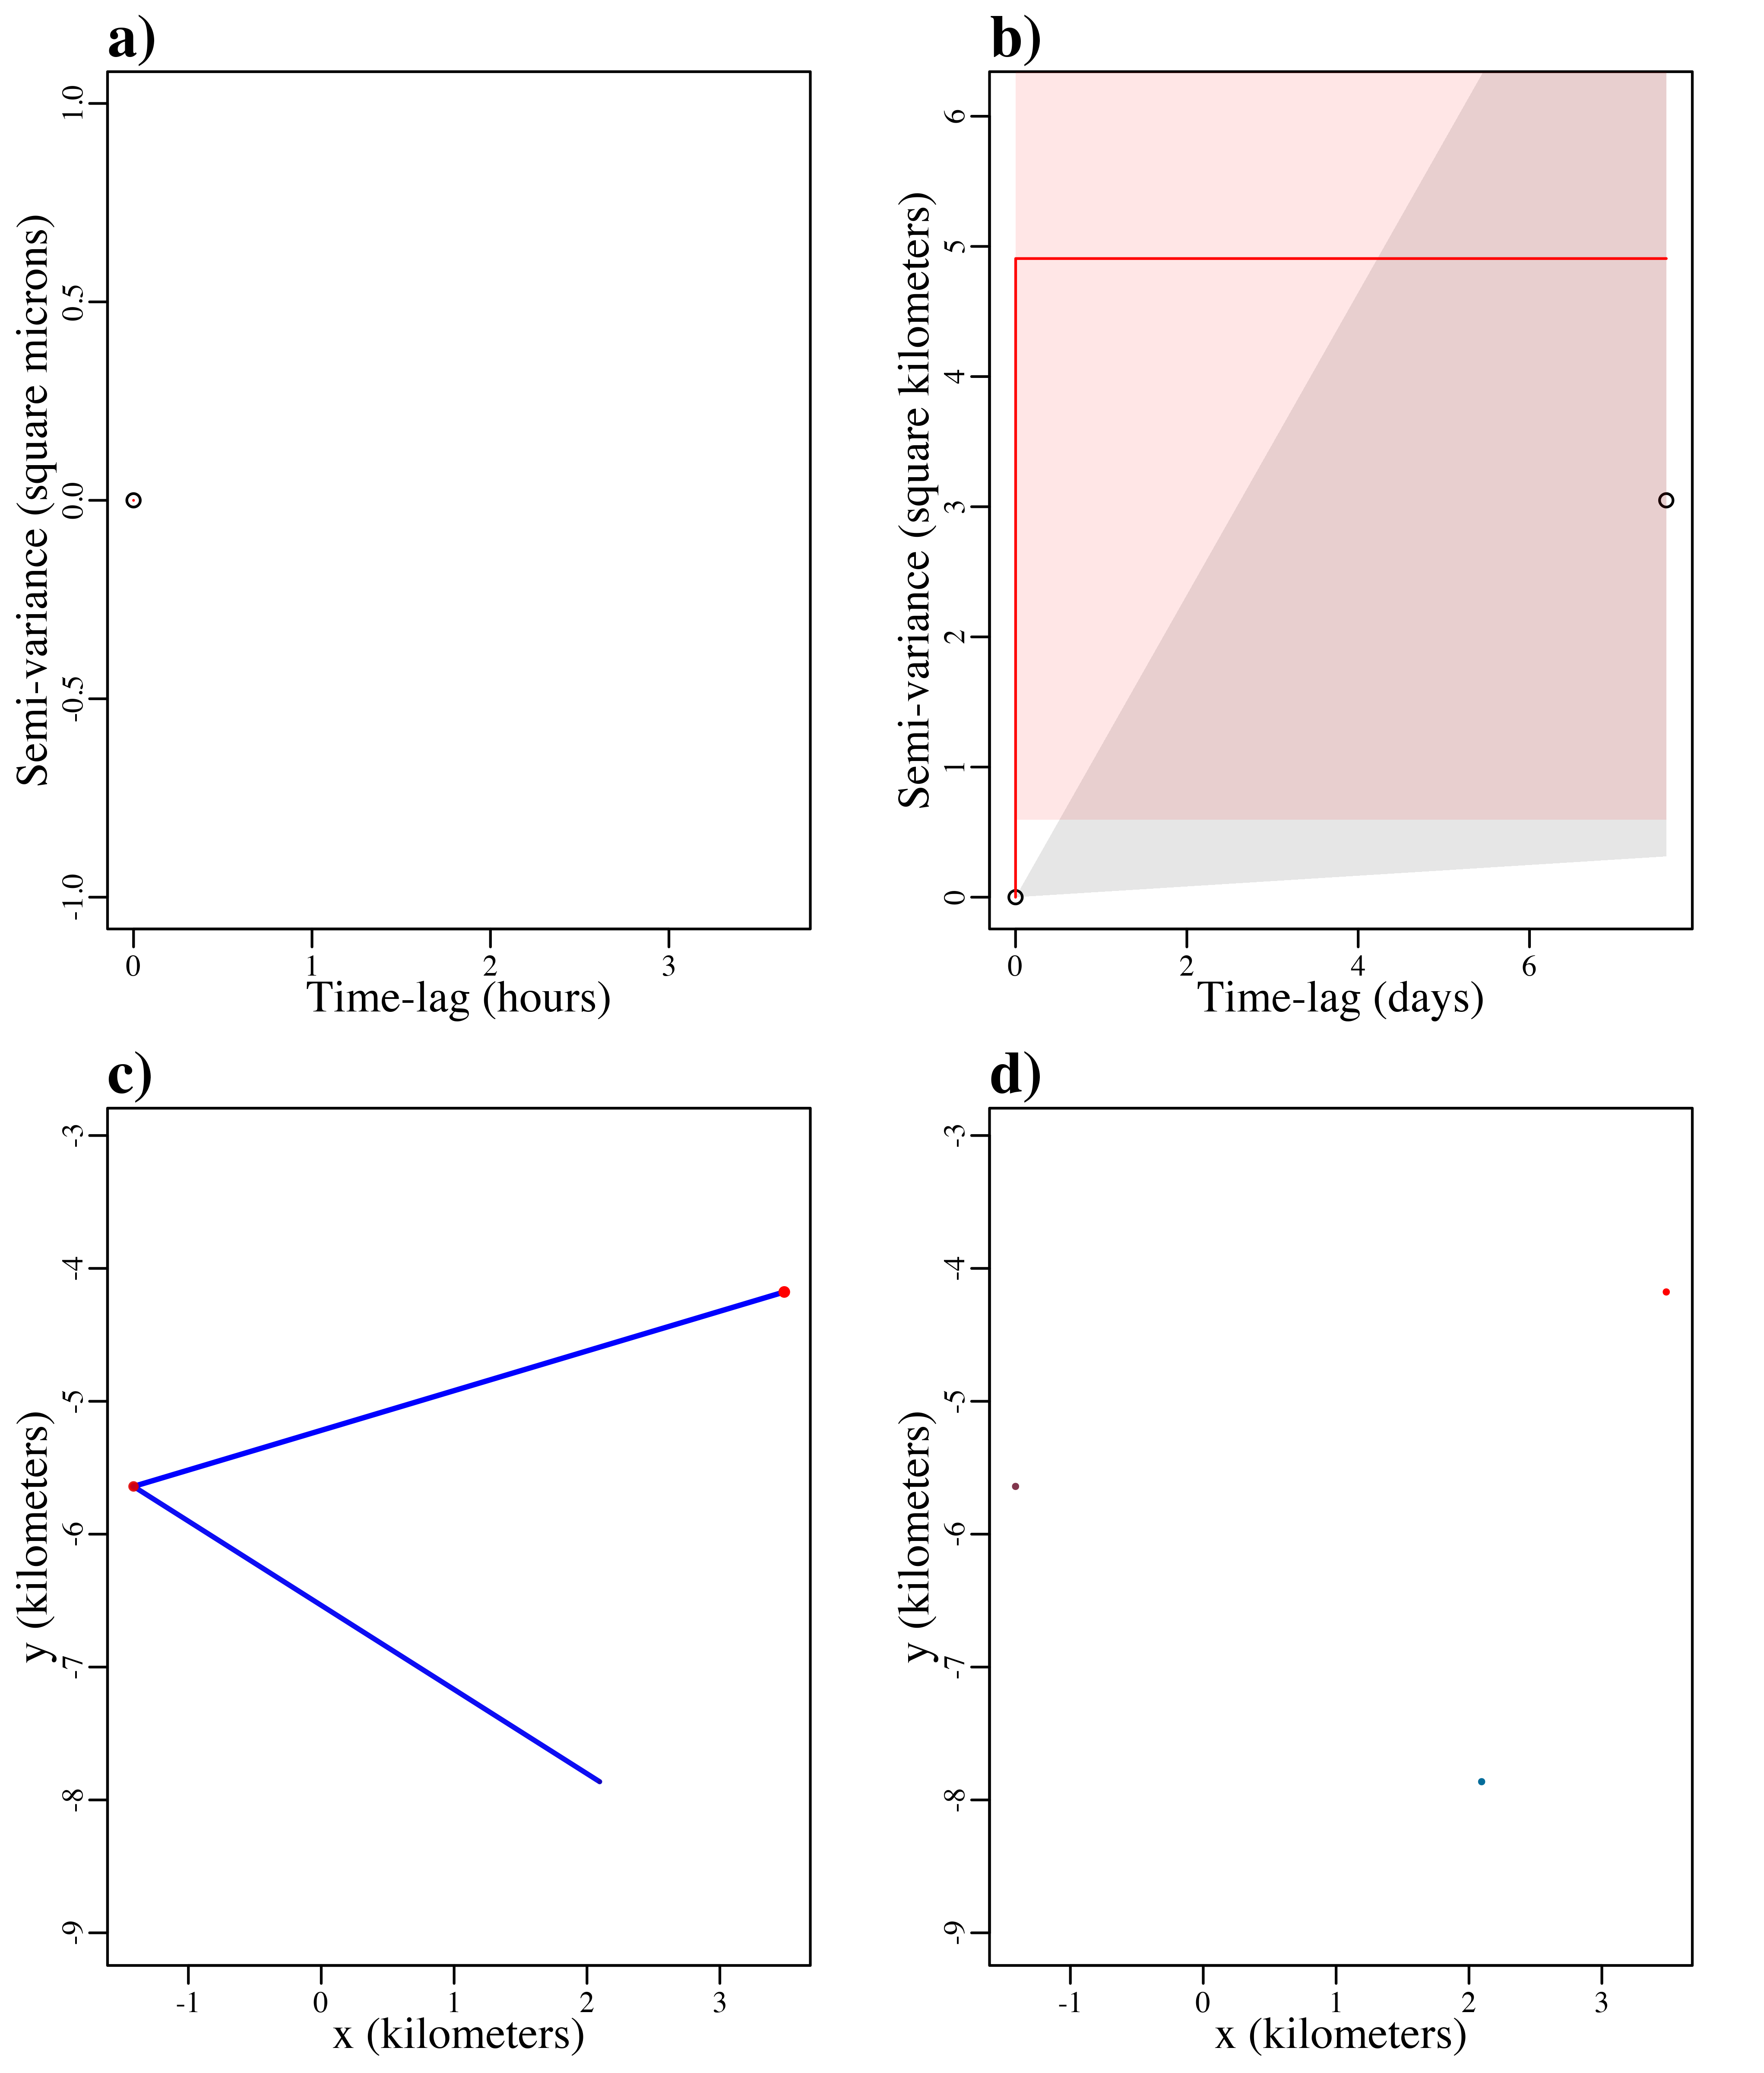 a)
Semi-variance (square microns)
1.0
0.5
0.0
-0.5
-1.0
0 1 2 3
Time-lag (hours)
b)
Semi-variance (square kilometers)
6
5
4
3
2
1
0
0 2 4 6
Time-lag (days)
c)
y (kilometers)
-3
-4
-5
-6
-7
-8
-9
-1 0 1 2 3
x (kilometers)
d)
y (kilometers)
-3
-4
-5
-6
-7
-8
-9
-1 0 1 2 3
x (kilometers)